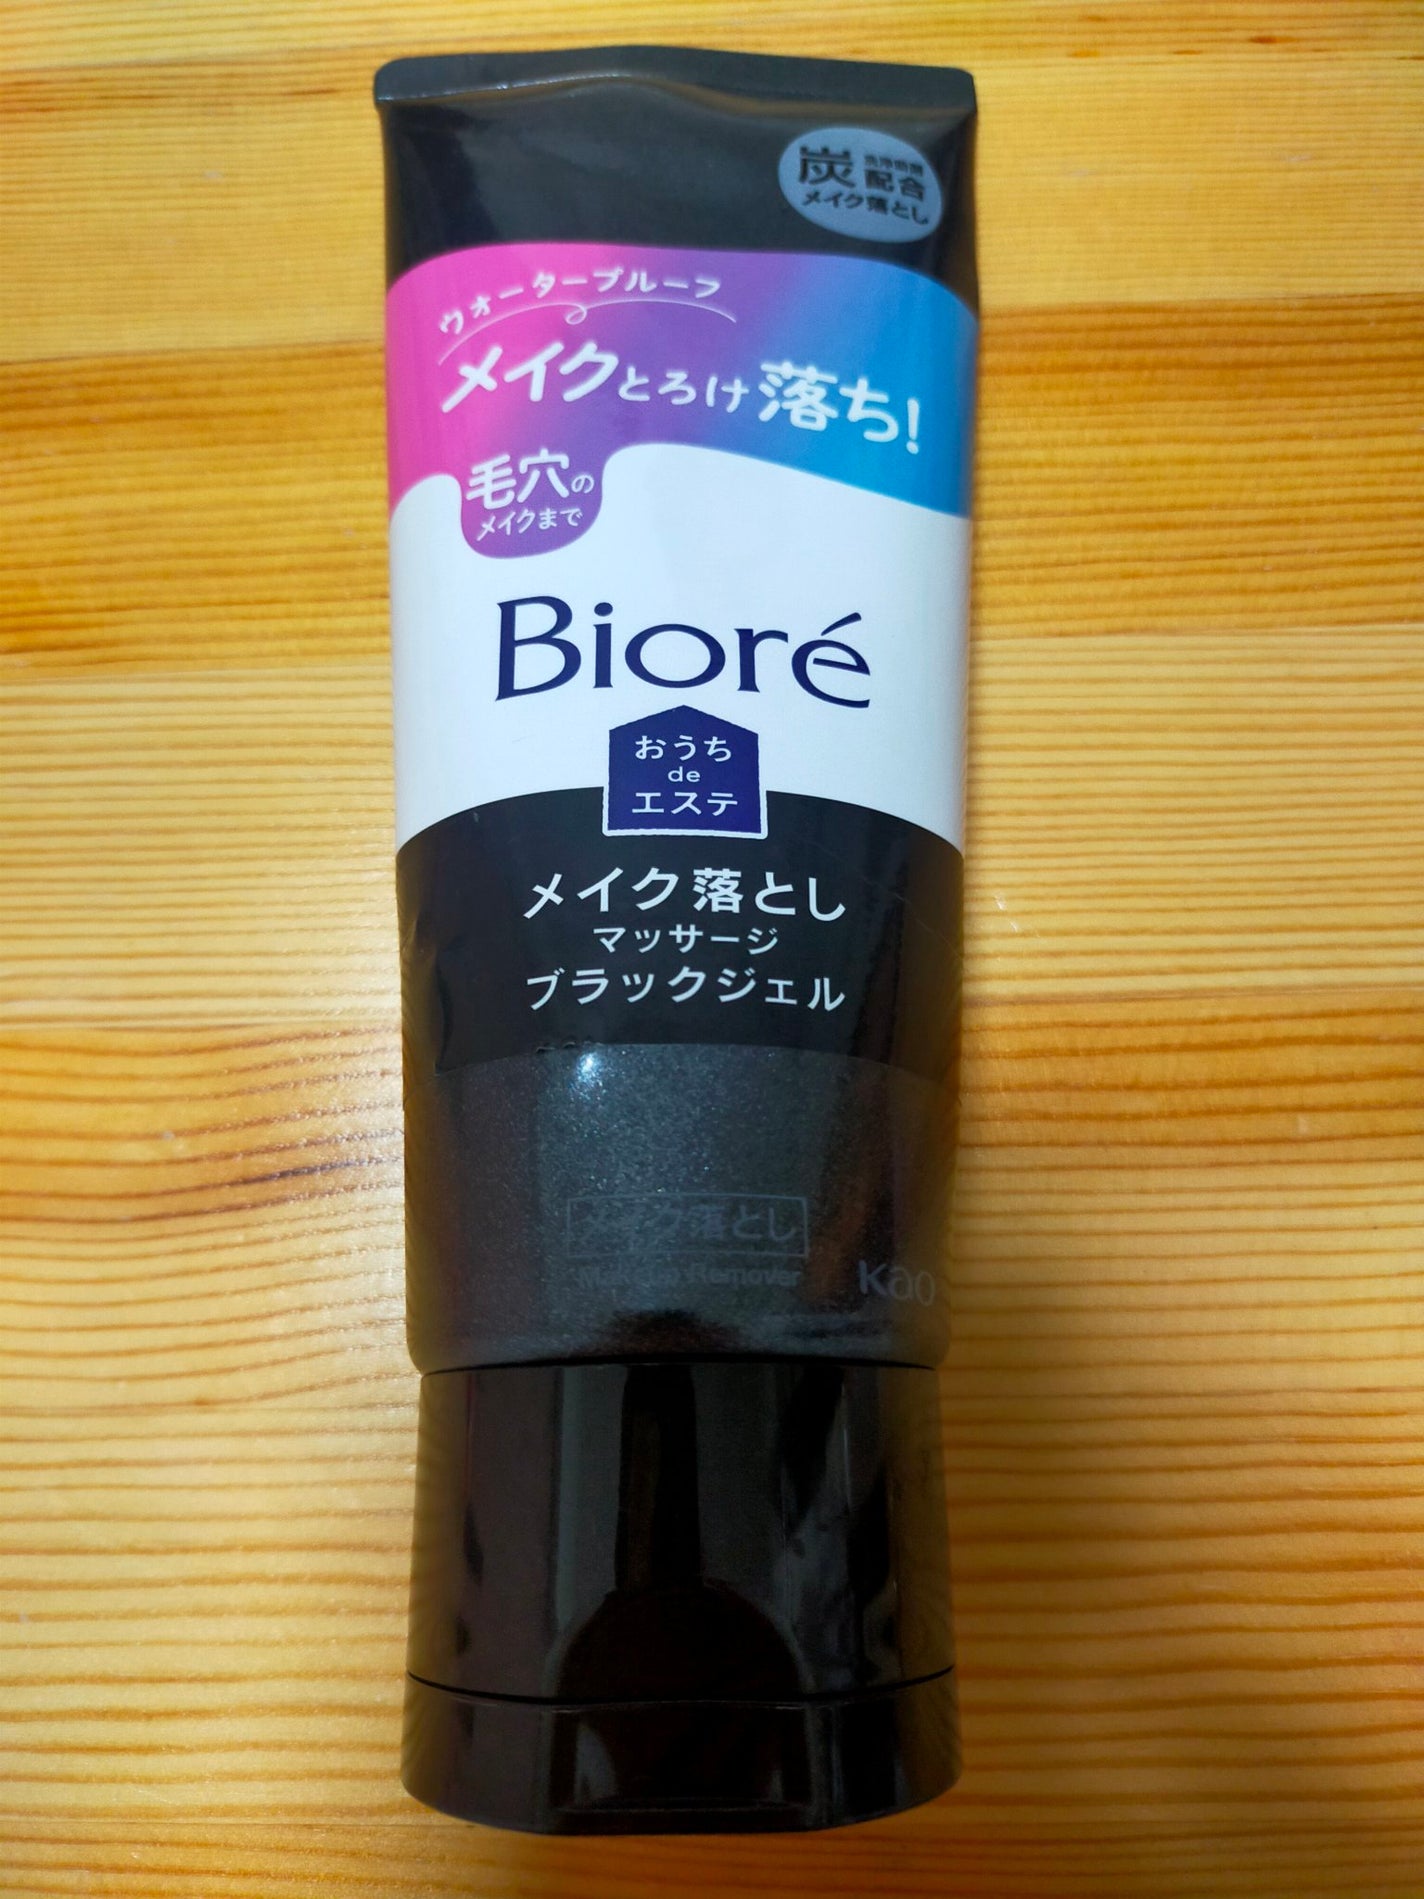 炭 洗浄助剤
配合
メイク落とし
ウォータープルーフ
メイクとろけ落ち!
毛穴の
メイクまで
Bioré
おうち
de
エステ
メイク落とし
マッサージ
ブラックジェル
メイク落とし
Makeup Remover
Kao